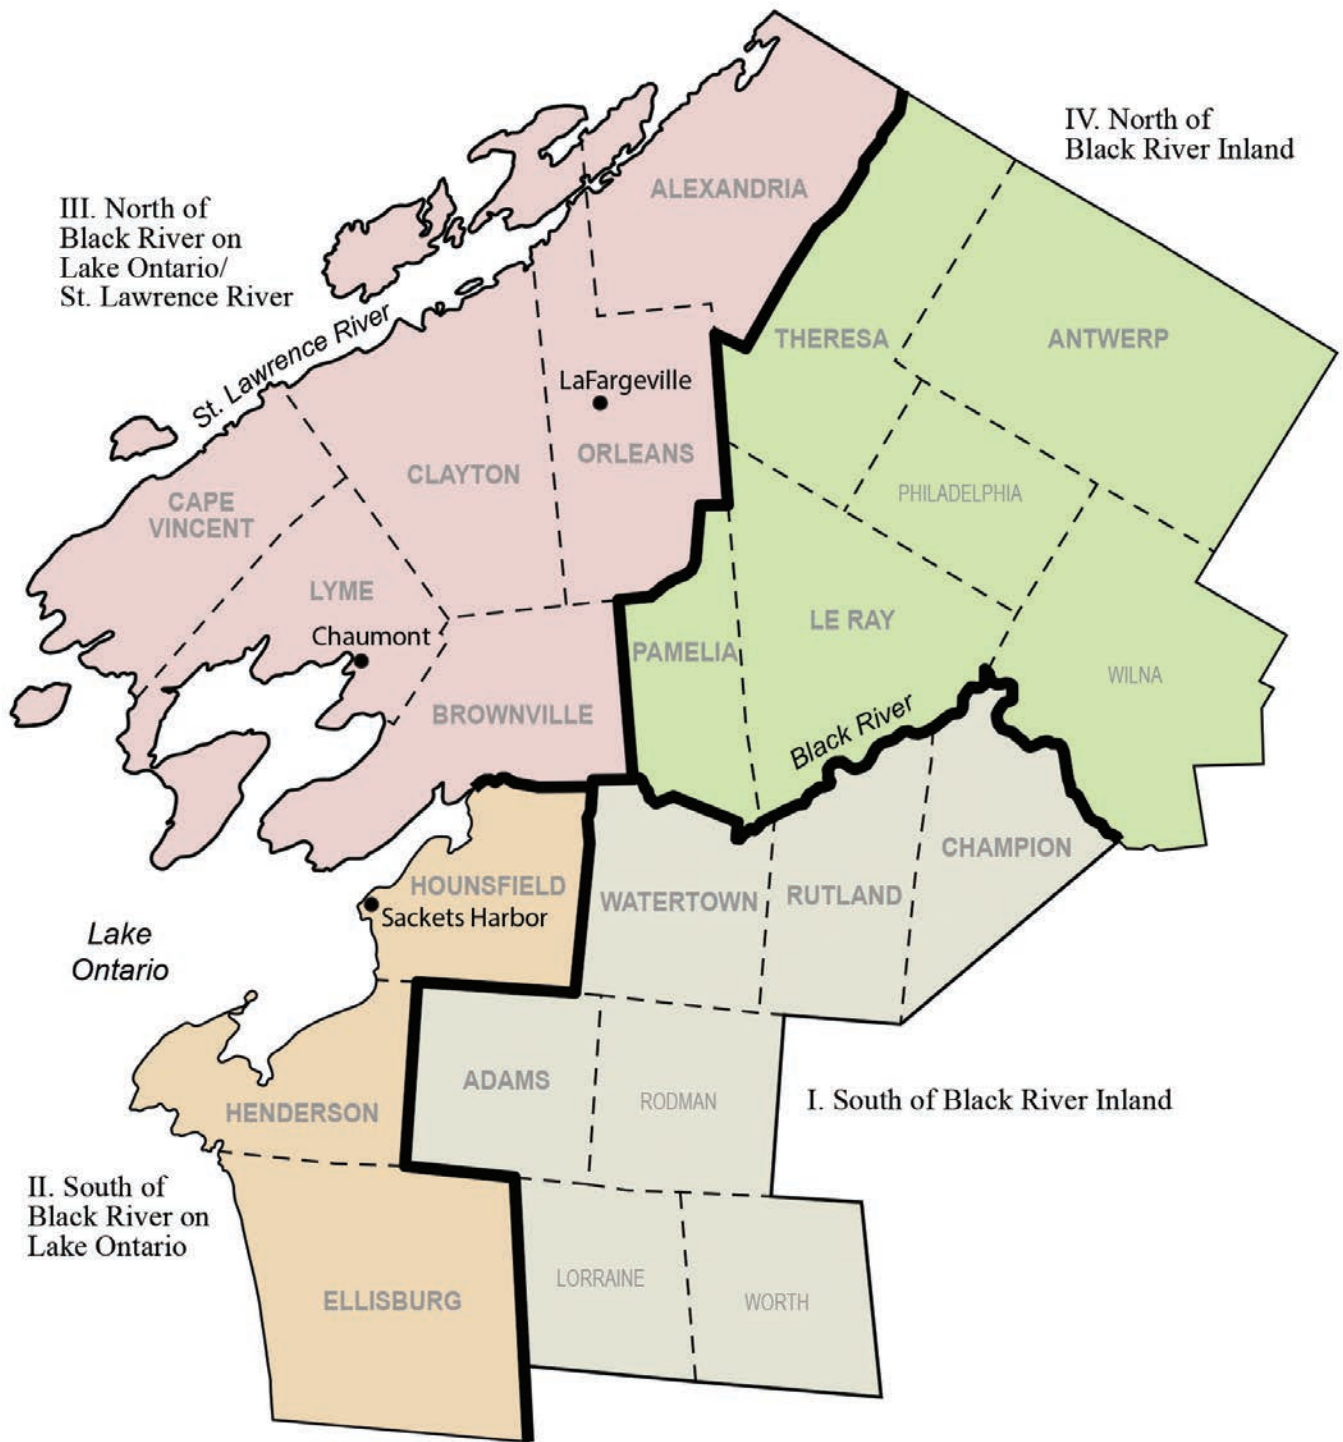 IV. North of
Black River Inland
ALEXANDRIA
III. North of
Black River on
Lake Ontario/
St. Lawrence River
St. Lawrence River
THERESA
ANTWERP
LaFargeville
ORLEANS
CLAYTON
PHILADELPHIA
CAPE
VINCENT
LYME
Chaumont
PAMELIA
LE RAY
WILNA
BROWNVILLE
Black River
CHAMPION
HOUNSFIELD
Sackets Harbor
WATERTOWN
RUTLAND
Lake
Ontario
ADAMS
RODMAN
I. South of Black River Inland
HENDERSON
II. South of
Black River on
Lake Ontario
LORRAINE
WORTH
ELLISBURG